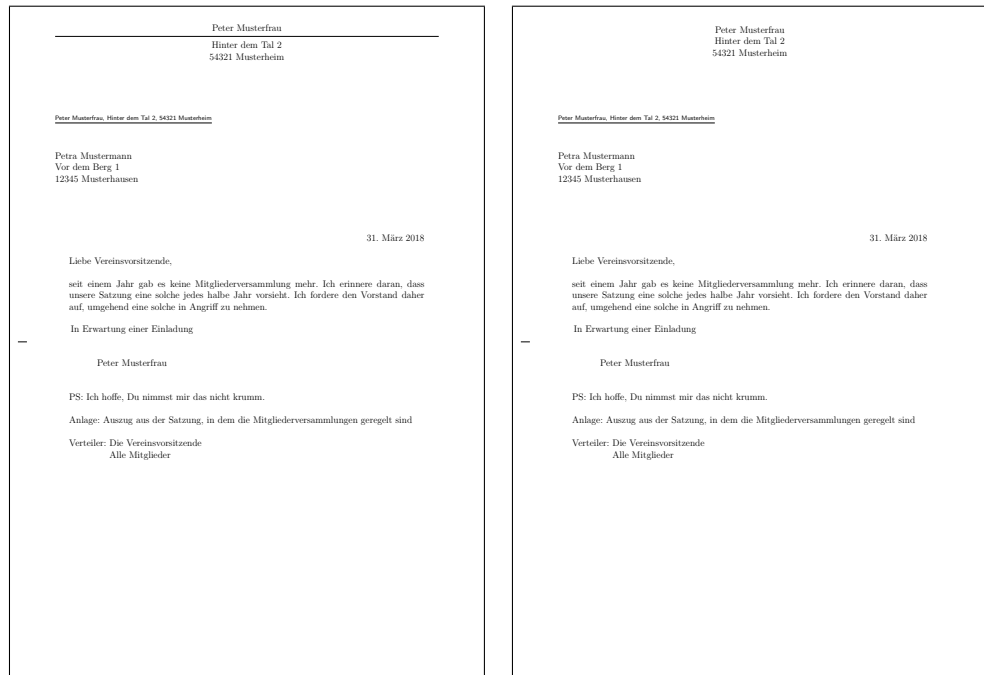 Peter Musterfrau
Hinter dem Tal 2
54321 Musterheim
Peter Musterfrau, Hinter dem Tal 2, 54321 Musterheim
Petra Mustermann
Vor dem Berg 1
12345 Musterhausen
31. März 2018
Liebe Vereinsvorsitzende,
seit einem Jahr gab es keine Mitgliederversammlung mehr. Ich erinnere daran, dass
unsere Satzung eine solche jedes halbe Jahr vorsieht. Ich fordere den Vorstand daher
auf, umgehend eine solche in Angriff zu nehmen.
In Erwartung einer Einladung
Peter Musterfrau
PS: Ich hoffe, Du nimmst mir das nicht krumm.
Anlage: Auszug aus der Satzung, in dem die Mitgliederversammlungen geregelt sind
Verteiler: Die Vereinsvorsitzende
Alle Mitglieder
Peter Musterfrau
Hinter dem Tal 2
54321 Musterheim
Peter Musterfrau, Hinter dem Tal 2, 54321 Musterheim
Petra Mustermann
Vor dem Berg 1
12345 Musterhausen
31. März 2018
Liebe Vereinsvorsitzende,
seit einem Jahr gab es keine Mitgliederversammlung mehr. Ich erinnere daran, dass
unsere Satzung eine solche jedes halbe Jahr vorsieht. Ich fordere den Vorstand daher
auf, umgehend eine solche in Angriff zu nehmen.
In Erwartung einer Einladung
Peter Musterfrau
PS: Ich hoffe, Du nimmst mir das nicht krumm.
Anlage: Auszug aus der Satzung, in dem die Mitgliederversammlungen geregelt sind
Verteiler: Die Vereinsvorsitzende
Alle Mitglieder